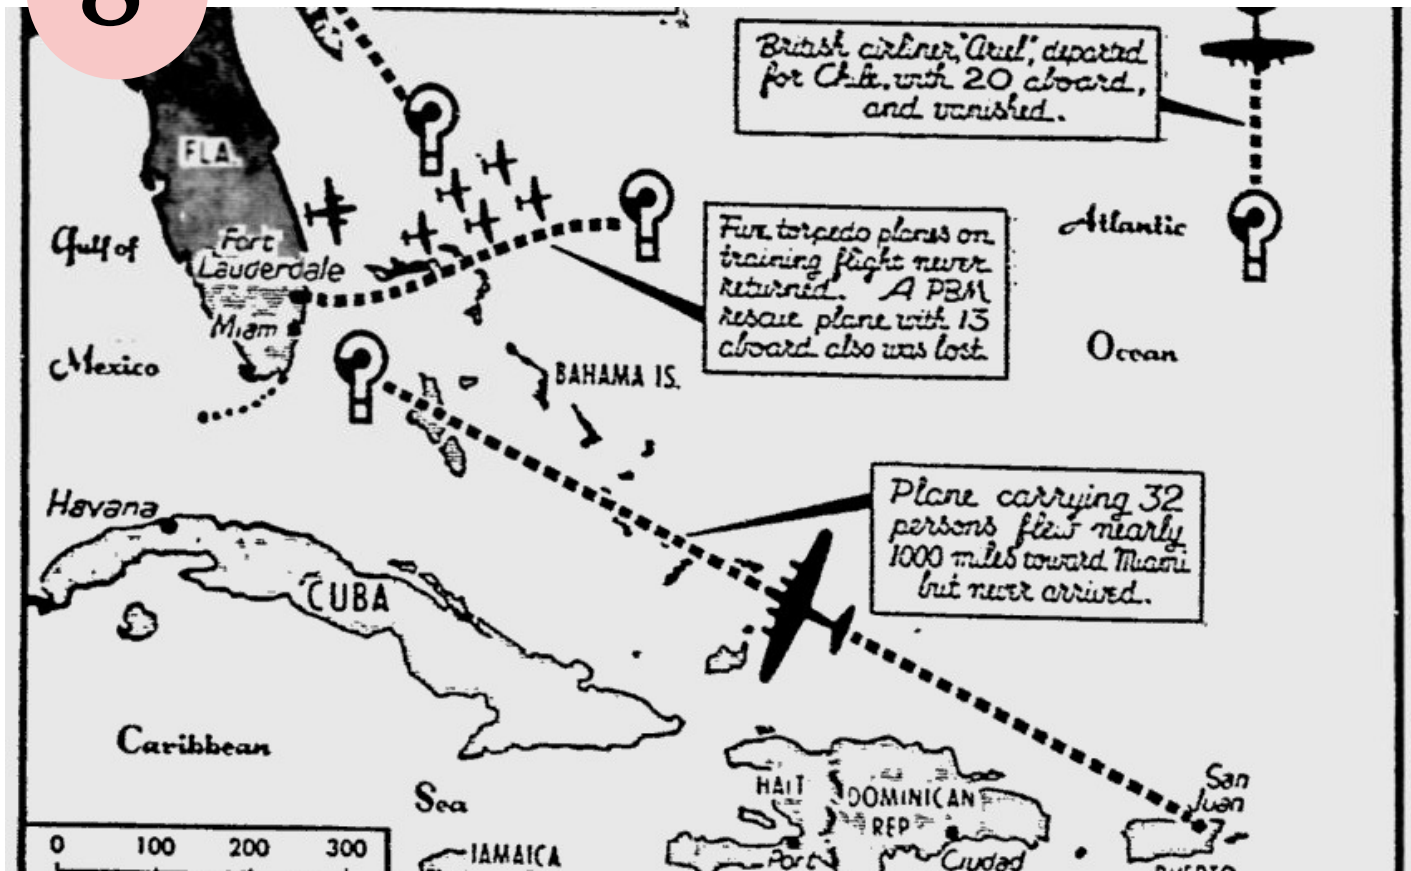 8
British airliner, "Ariel", departed
for Chile, with 20 aboard,
and vanished.
FLA.
Atlantic
Gulf of
Fort
Lauderdale
Five torpedo planes on
training flight never
returned. A PBM
rescue plane with 13
aboard also was lost.
Miami
Ocean
Mexico
BAHAMA IS.
Plane carrying 32
persons flew nearly
1000 miles toward Miami
but never arrived.
Havana
CUBA
Caribbean
San
Juan
HAITI
DOMINICAN
REP
Sea
0 100 200 300
JAMAICA
Port
Ciudad
PUERTO